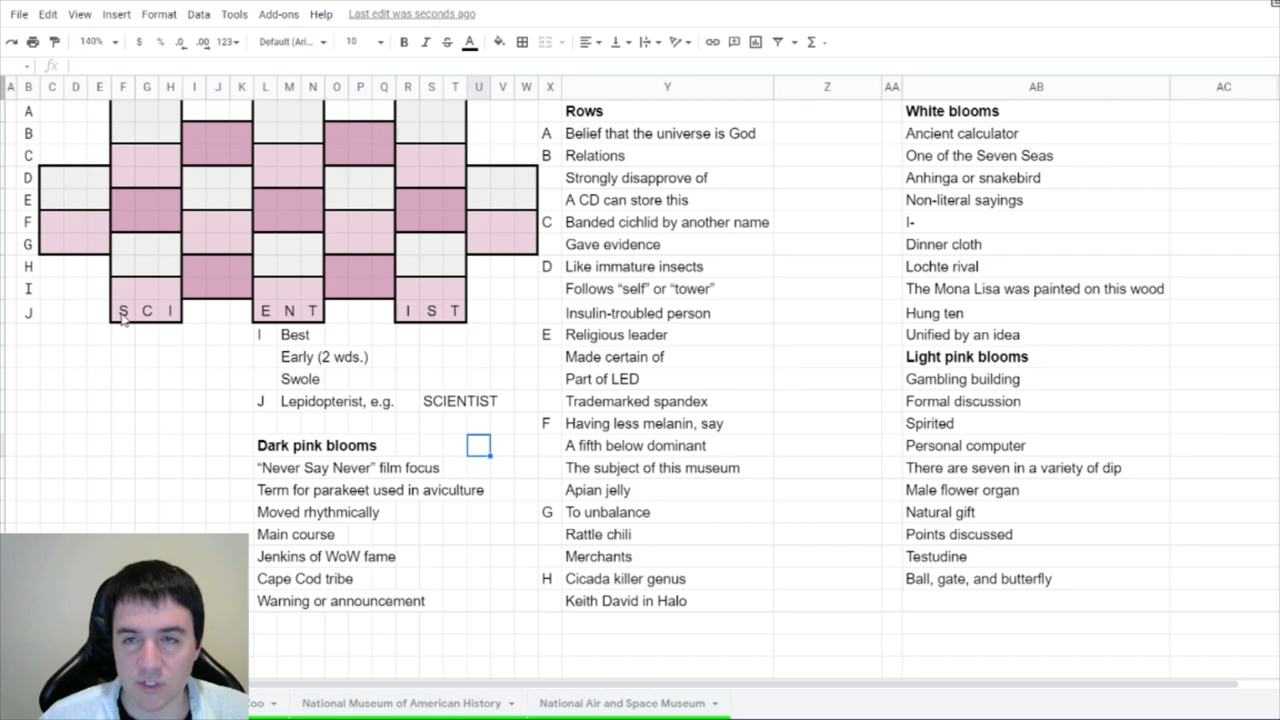 File Edit View Insert Format Data Tools Add-ons Help Last edit was seconds ago
140% $ % .0 .00 123 Default (Ari... 10 B I S A
fx
A B C D E F G H I J K L M N O P Q R S T U V W X Y Z AA AB AC
A Rows White blooms
B A Belief that the universe is God Ancient calculator
C B Relations One of the Seven Seas
D Strongly disapprove of Anhinga or snakebird
E A CD can store this Non-literal sayings
F C Banded cichlid by another name I-
G Gave evidence Dinner cloth
H D Like immature insects Lochte rival
I Follows “self” or “tower” The Mona Lisa was painted on this wood
J S C I E N T I S T Insulin-troubled person Hung ten
I Best E Religious leader Unified by an idea
Early (2 wds.) Made certain of Light pink blooms
Swole Part of LED Gambling building
J Lepidopterist, e.g. SCIENTIST Trademarked spandex Formal discussion
F Having less melanin, say Spirited
Dark pink blooms A fifth below dominant Personal computer
“Never Say Never” film focus The subject of this museum There are seven in a variety of dip
Term for parakeet used in aviculture Apian jelly Male flower organ
Moved rhythmically G To unbalance Natural gift
Main course Rattle chili Points discussed
Jenkins of WoW fame Merchants Testudine
Cape Cod tribe H Cicada killer genus Ball, gate, and butterfly
Warning or announcement Keith David in Halo
National Museum of American History National Air and Space Museum